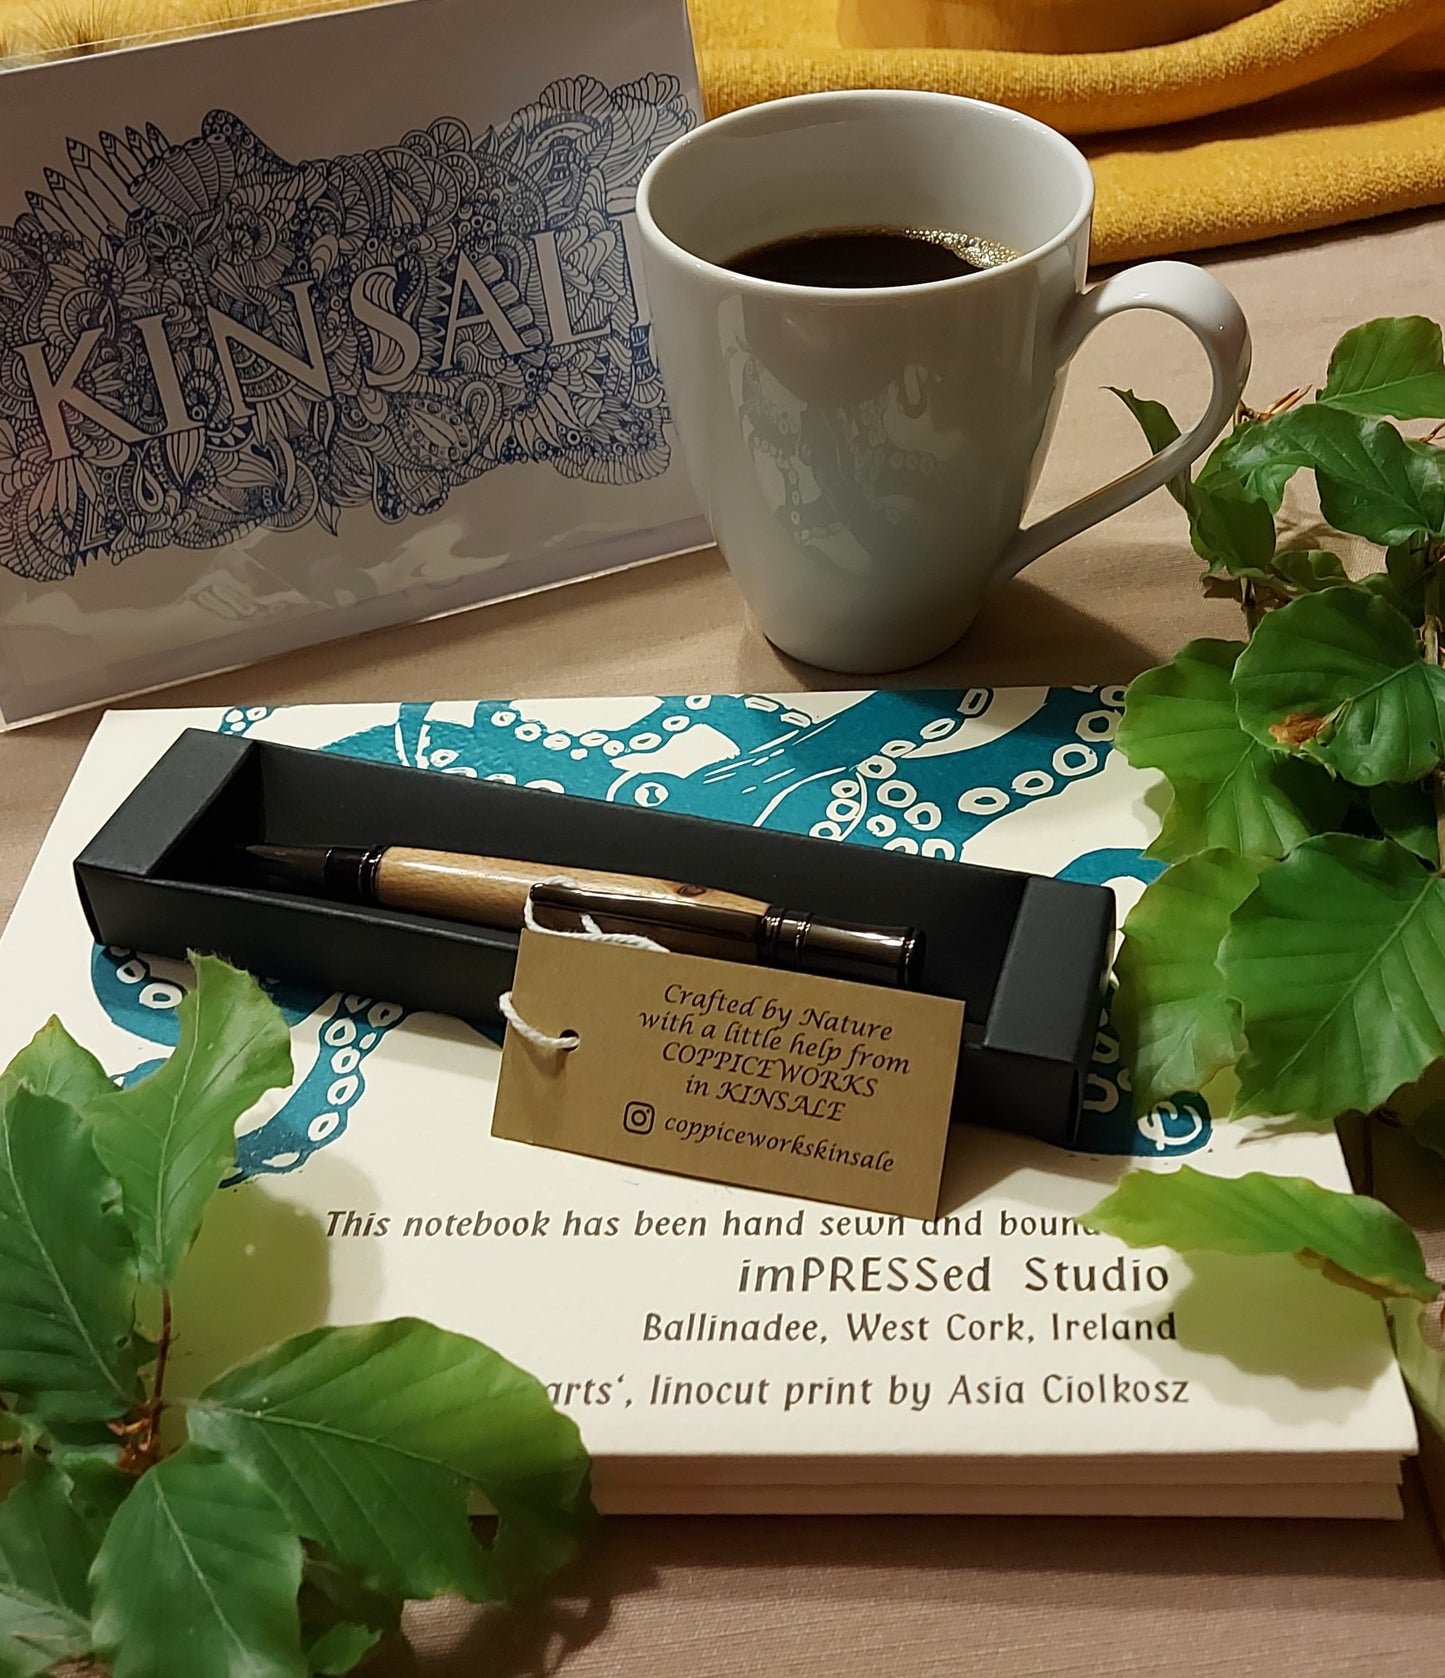 KINSALE
Crafted by Nature
with a little help from
COPPICEWORKS
in KINSALE
coppiceworkskinsale
This notebook has been hand sewn and bound
imPRESSed Studio
Ballinadee, West Cork, Ireland
arts‘, linocut print by Asia Ciolkosz